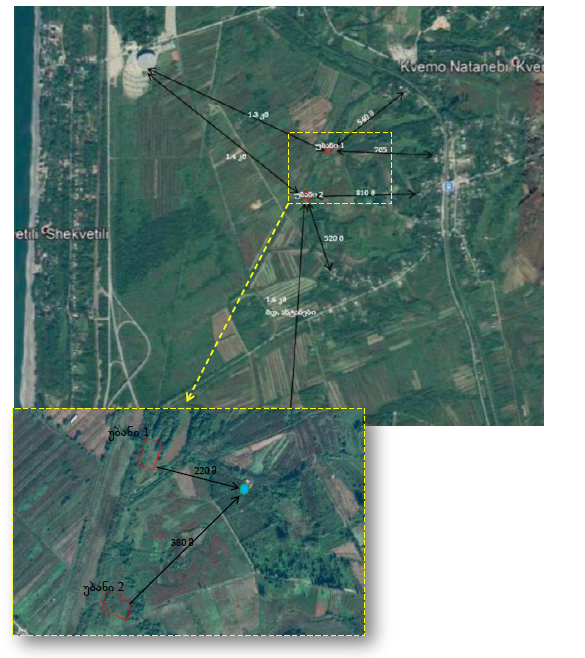 Kvemo Natanebi Kve
1.3 კმ
540 მ
უბანი 1
705
1.4 კმ
უბანი 2
810 მ
etili Shekvetili
520 მ
1.6 კმ
უბანი 1
220 მ
380 მ
უბანი 2